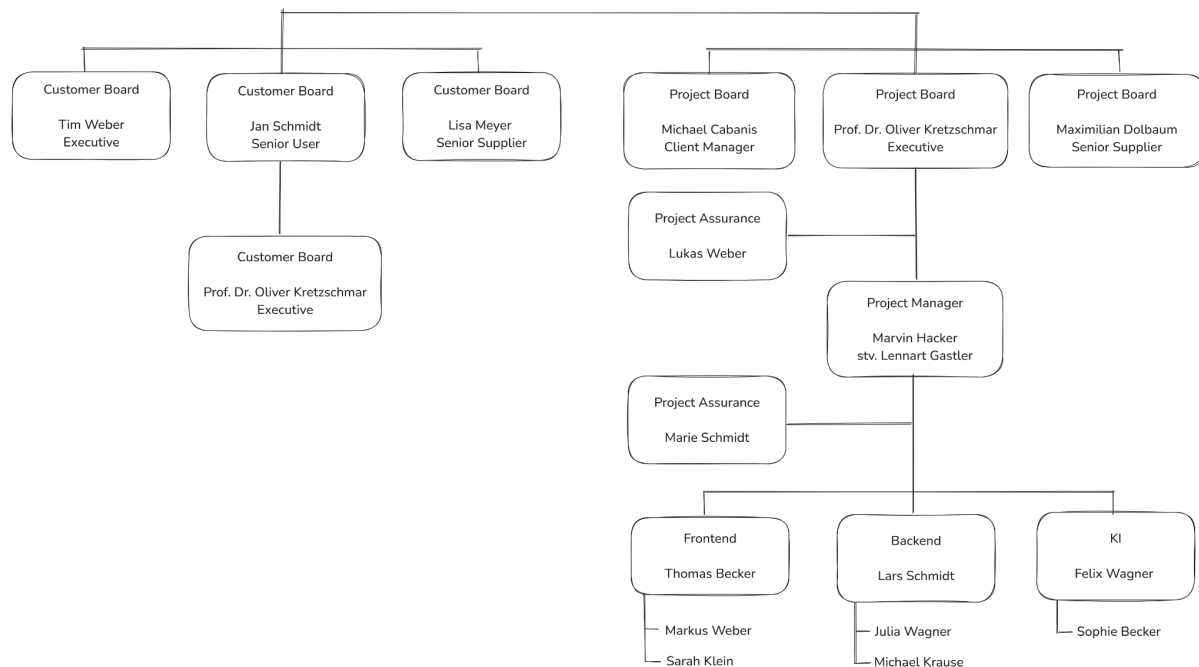 Customer Board
Tim Weber
Executive
Customer Board
Jan Schmidt
Senior User
Customer Board
Lisa Meyer
Senior Supplier
Customer Board
Prof. Dr. Oliver Kretzschmar
Executive
Project Board
Michael Cabanis
Client Manager
Project Board
Prof. Dr. Oliver Kretzschmar
Executive
Project Board
Maximilian Dolbaum
Senior Supplier
Project Assurance
Lukas Weber
Project Manager
Marvin Hacker
stv. Lennart Gastler
Project Assurance
Marie Schmidt
Frontend
Thomas Becker
Markus Weber
Sarah Klein
Backend
Lars Schmidt
Julia Wagner
Michael Krause
KI
Felix Wagner
Sophie Becker